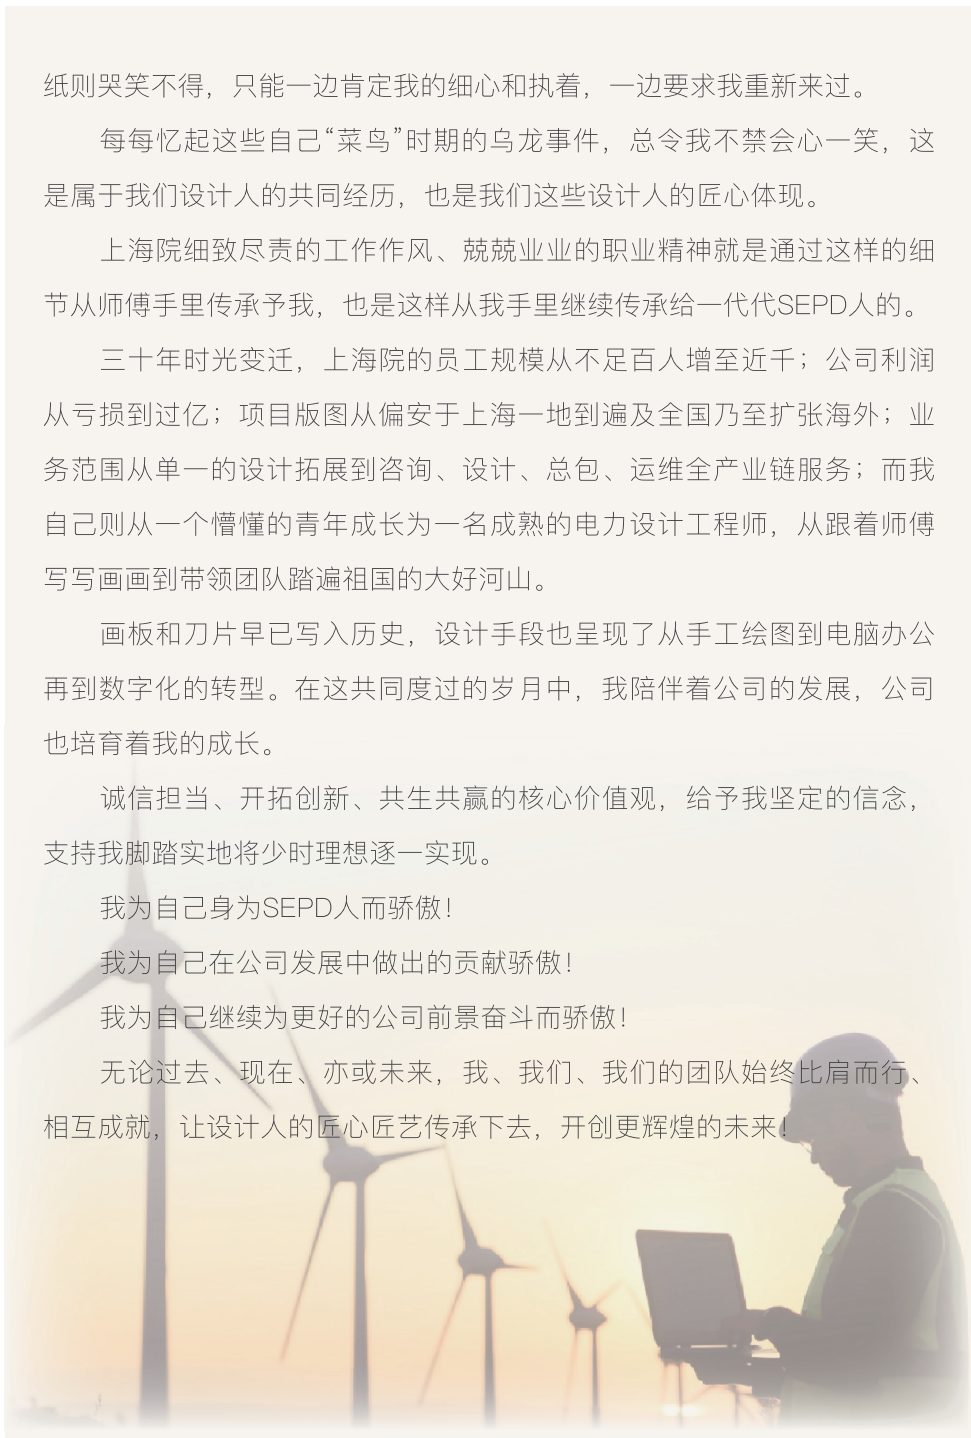 纸则哭笑不得，只能一边肯定我的细心和执着，一边要求我重新来过。
每每忆起这些自己“菜鸟”时期的乌龙事件，总令我不禁会心一笑，这
是属于我们设计人的共同经历，也是我们这些设计人的匠心体现。
上海院细致尽责的工作作风、兢兢业业的职业精神就是通过这样的细
节从师傅手里传承予我，也是这样从我手里继续传承给一代代SEPD人的。
三十年时光变迁，上海院的员工规模从不足百人增至近千；公司利润
从亏损到过亿；项目版图从偏安于上海一地到遍及全国乃至扩张海外；业
务范围从单一的设计拓展到咨询、设计、总包、运维全产业链服务；而我
自己则从一个懵懂的青年成长为一名成熟的电力设计工程师，从跟着师傅
写写画画到带领团队踏遍祖国的大好河山。
画板和刀片早已写入历史，设计手段也呈现了从手工绘图到电脑办公
再到数字化的转型。在这共同度过的岁月中，我陪伴着公司的发展，公司
也培育着我的成长。
诚信担当、开拓创新、共生共赢的核心价值观，给予我坚定的信念，
支持我脚踏实地将少时理想逐一实现。
我为自己身为SEPD人而骄傲！
我为自己在公司发展中做出的贡献骄傲！
我为自己继续为更好的公司前景奋斗而骄傲！
无论过去、现在、亦或未来，我、我们、我们的团队始终比肩而行、
相互成就，让设计人的匠心匠艺传承下去，开创更辉煌的未来！